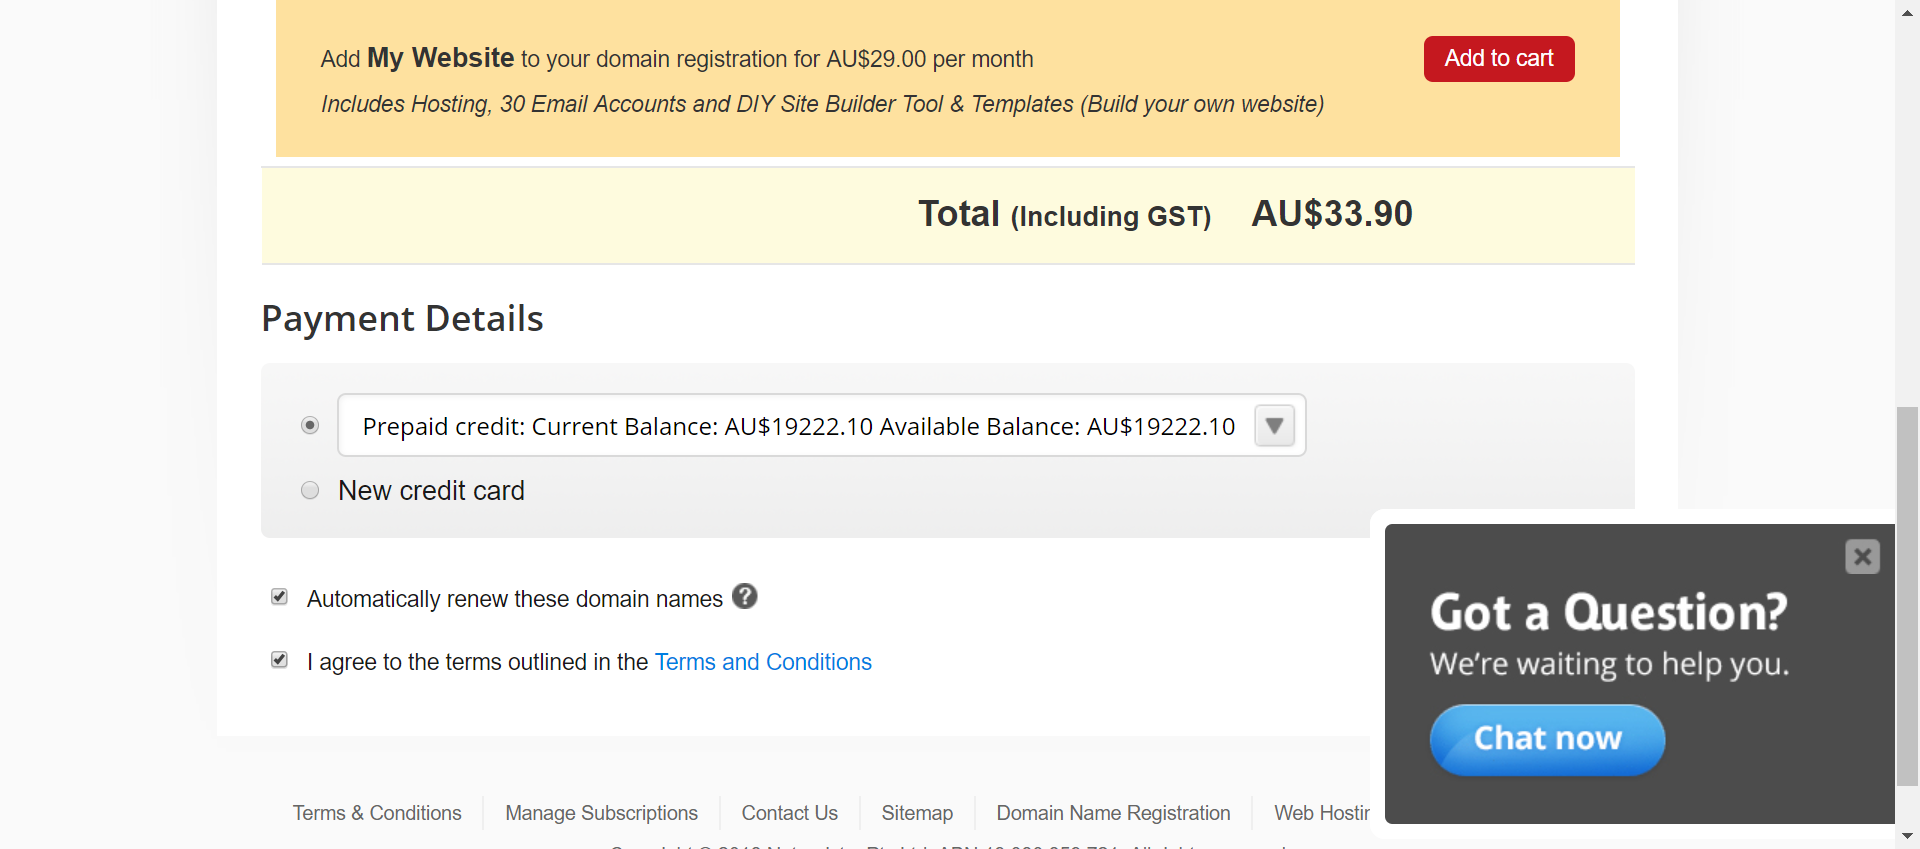 Add My Website to your domain registration for AU$29.00 per month
Add to cart
Includes Hosting, 30 Email Accounts and DIY Site Builder Tool & Templates (Build your own website)
Total (Including GST) AU$33.90
Payment Details
Prepaid credit: Current Balance: AU$19222.10 Available Balance: AU$19222.10
New credit card
Automatically renew these domain names ?
I agree to the terms outlined in the Terms and Conditions
Got a Question?
We're waiting to help you.
Chat now
Terms & Conditions
Manage Subscriptions
Contact Us
Sitemap
Domain Name Registration
Web